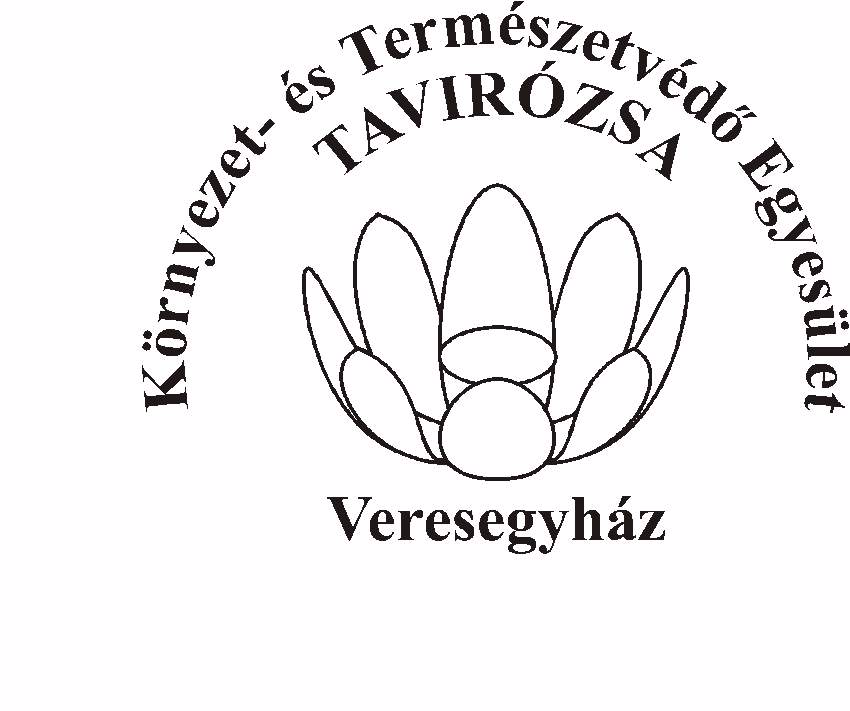 Környezet- és Természetvédő Egyesület
TAVIRÓZSA
Veresegyház